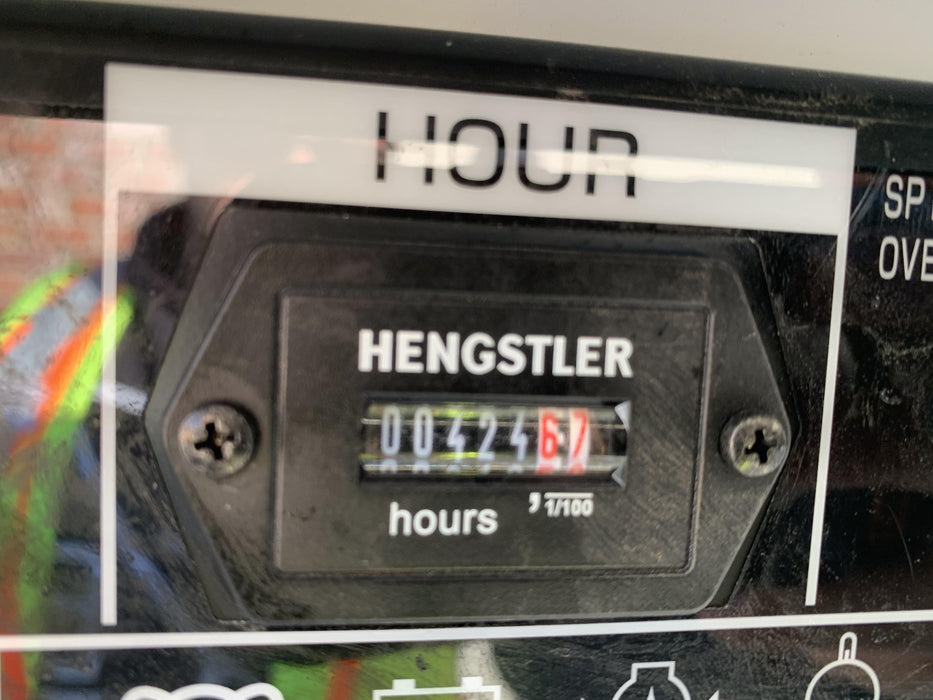 HOUR
SP
OVE
HENGSTLER
0042467
hours ,1/100